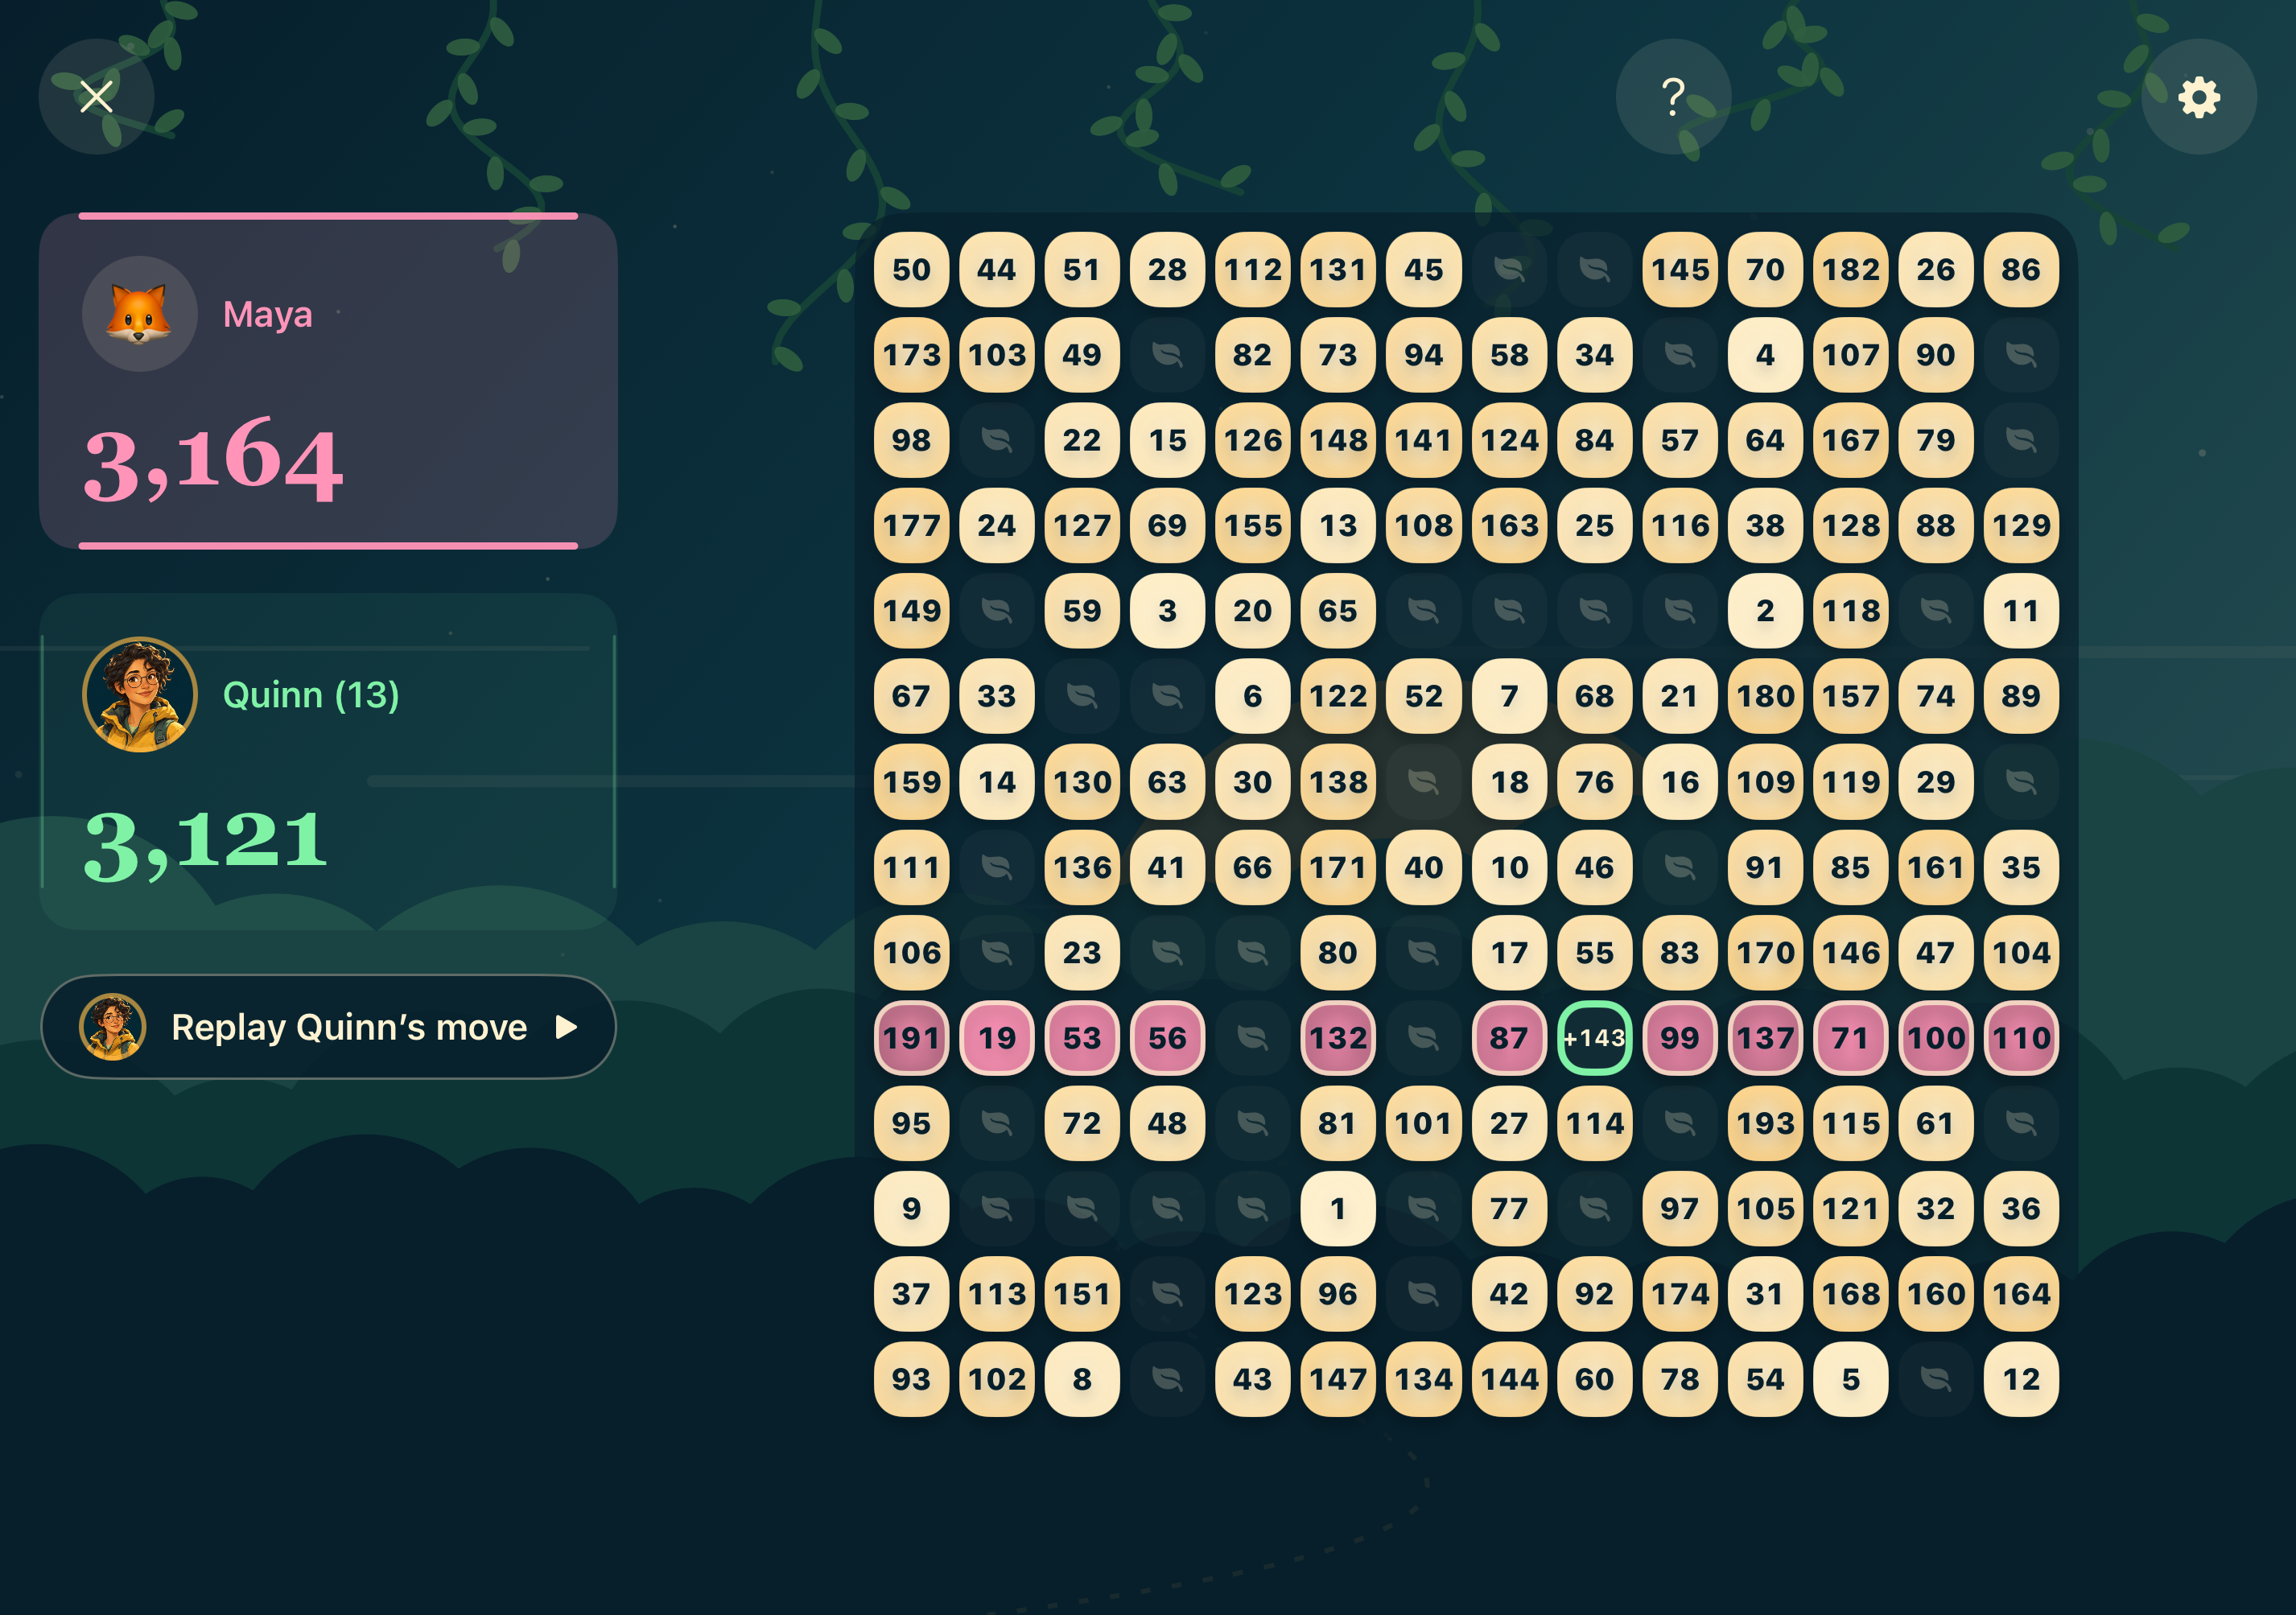 ?
Maya
3,164
Quinn (13)
3,121
Replay Quinn’s move
50 44 51 28 112 131 45 145 70 182 26 86
173 103 49 82 73 94 58 34 4 107 90
98 22 15 126 148 141 124 84 57 64 167 79
177 24 127 69 155 13 108 163 25 116 38 128 88 129
149 59 3 20 65 2 118 11
67 33 6 122 52 7 68 21 180 157 74 89
159 14 130 63 30 138 18 76 16 109 119 29
111 136 41 66 171 40 10 46 91 85 161 35
106 23 80 17 55 83 170 146 47 104
191 19 53 56 132 87 +143 99 137 71 100 110
95 72 48 81 101 27 114 193 115 61
9 1 77 97 105 121 32 36
37 113 151 123 96 42 92 174 31 168 160 164
93 102 8 43 147 134 144 60 78 54 5 12